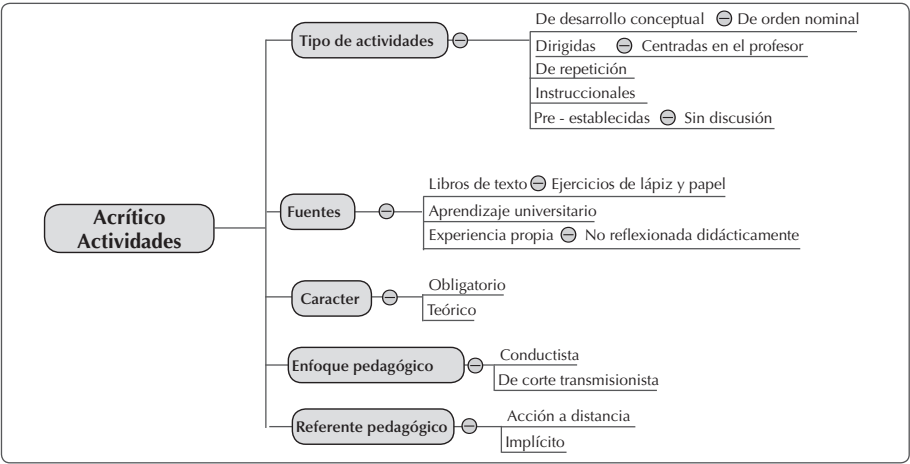 Acrítico
Actividades
Tipo de actividades
De desarrollo conceptual De orden nominal
Dirigidas Centradas en el profesor
De repetición
Instruccionales
Pre - establecidas Sin discusión
Fuentes
Libros de texto Ejercicios de lápiz y papel
Aprendizaje universitario
Experiencia propia No reflexionada didácticamente
Caracter
Obligatorio
Teórico
Enfoque pedagógico
Conductista
De corte transmisionista
Referente pedagógico
Acción a distancia
Implícito